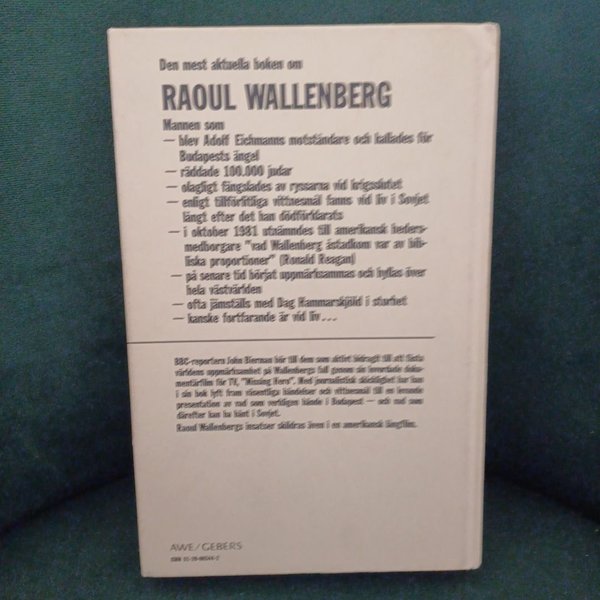 Den mest aktuella boken om
RAOUL WALLENBERG
Mannen som
— blev Adolf Eichmanns motståndare och kallades för
Budapests ängel
— räddade 100.000 judar
— olagligt fängslades av ryssarna vid krigsslutet
— enligt tillförlitliga vittnesmål fanns vid liv i Sovjet
långt efter det han dödförklarats
— i oktober 1981 utnämndes till amerikansk heders-
medborgare "vad Wallenberg åstadkom var av bib-
liska proportioner" (Ronald Reagan)
— på senare tid börjat uppmärksammas och hyllas över
hela västvärlden
— ofta jämställs med Dag Hammarskjöld i storhet
— kanske fortfarande är vid liv...
BBC-reportern John Bierman hör till dem som aktivt bidragit till att fästa
världens uppmärksamhet på Wallenbergs fall genom sin lovordade doku-
mentärfilm för TV, "Missing Hero". Med journalistisk skicklighet har han
i sin bok lyft fram väsentliga händelser och vittnesmål till en levande
presentation av vad som verkligen hände i Budapest — och vad som
därefter kan ha hänt i Sovjet.
Raoul Wallenbergs insatser skildras även i en amerikansk långfilm.
AWE/GEBERS
ISBN